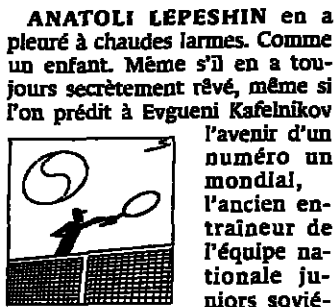 ANATOLI LEPESHIN en a
pleuré à chaudes larmes. Comme
un enfant. Même s'il en a tou-
jours secrètement rêvé, même si
l'on prédit à Evgueni Kafelnikov
l'avenir d'un
numéro un
mondial,
l'ancien en-
traîneur de
l'équipe na-
tionale ju-
niors sovié-